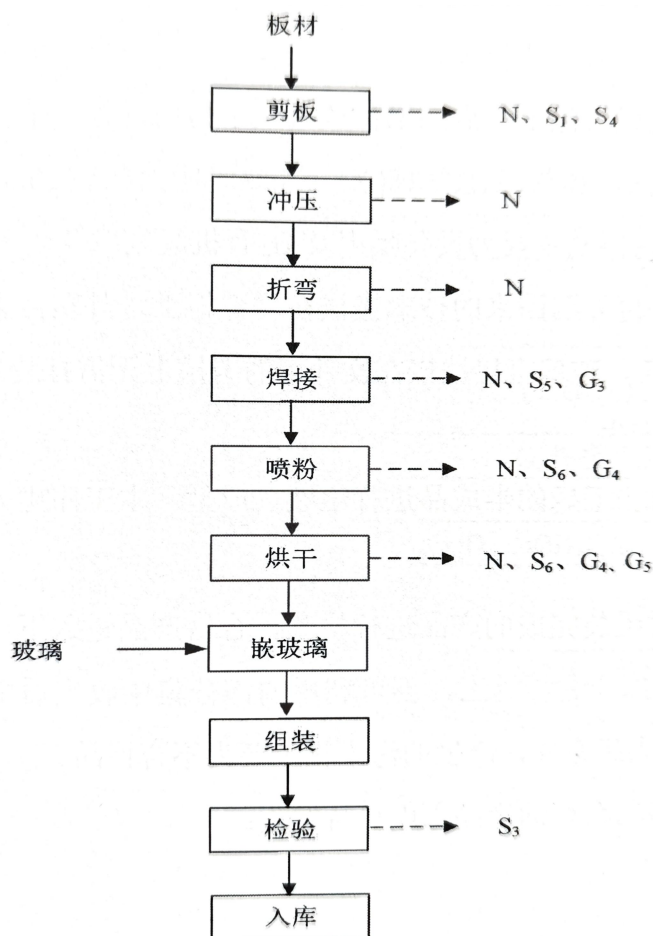 板材
剪板 N、S₁、S₄
冲压 N
折弯 N
焊接 N、S₅、G₃
喷粉 N、S₆、G₄
烘干 N、S₆、G₄、G₅
玻璃 嵌玻璃
组装
检验 S₃
入库